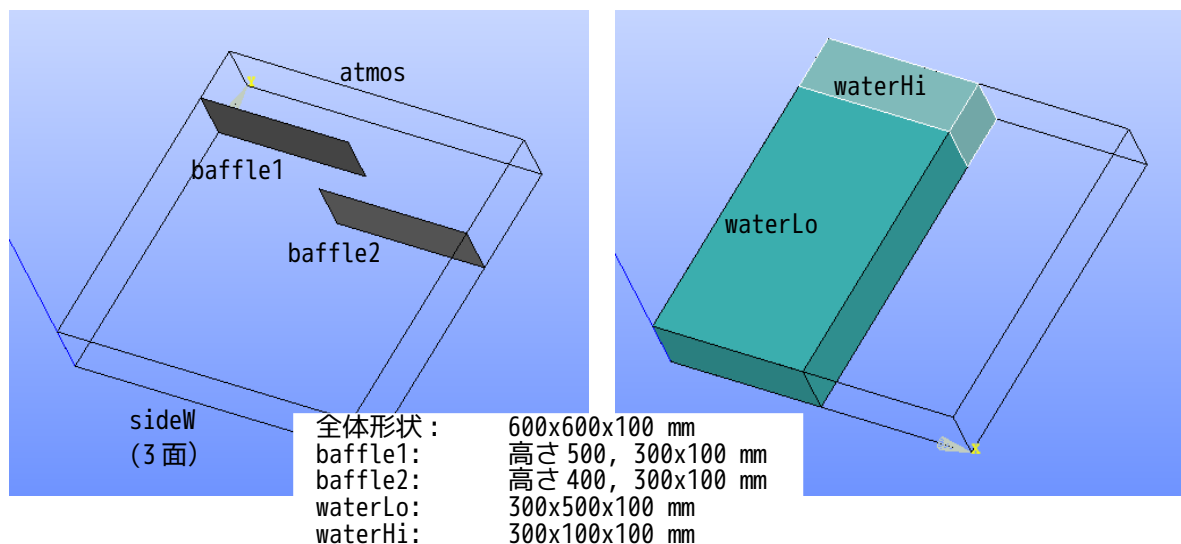 atmos
baffle1
baffle2
sideW
(3面)
Y
waterHi
waterLo
X
全体形状: 600x600x100 mm
baffle1: 高さ500, 300x100 mm
baffle2: 高さ400, 300x100 mm
waterLo: 300x500x100 mm
waterHi: 300x100x100 mm